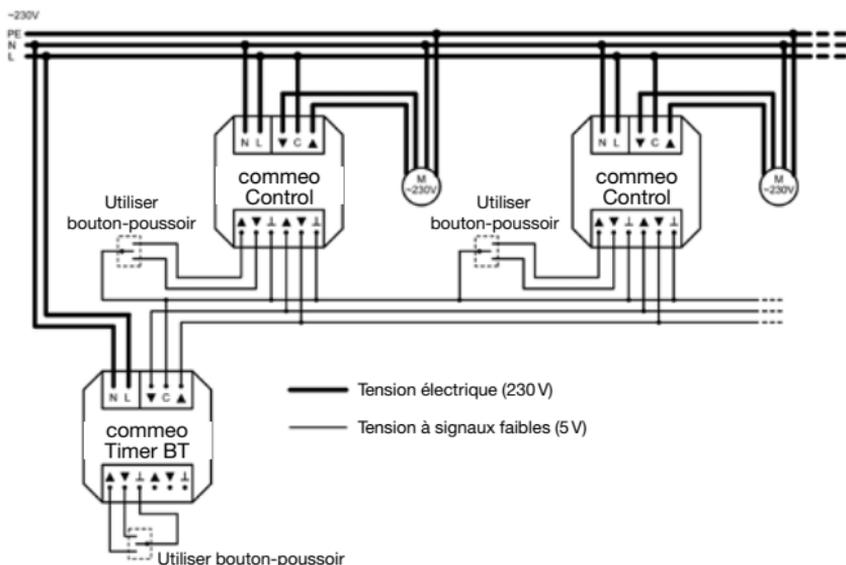 ~230V
PE
N
L
N L ▼ C ▲
commeo
Control
▲ ▼ ⊥ ▲ ▼ ⊥
M
~230V
Utiliser
bouton-poussoir
N L ▼ C ▲
commeo
Control
▲ ▼ ⊥ ▲ ▼ ⊥
M
~230V
Utiliser
bouton-poussoir
N L ▼ C ▲
commeo
Timer BT
▲ ▼ ⊥ ▲ ▼ ⊥
Utiliser bouton-poussoir
Tension électrique (230 V)
Tension à signaux faibles (5 V)